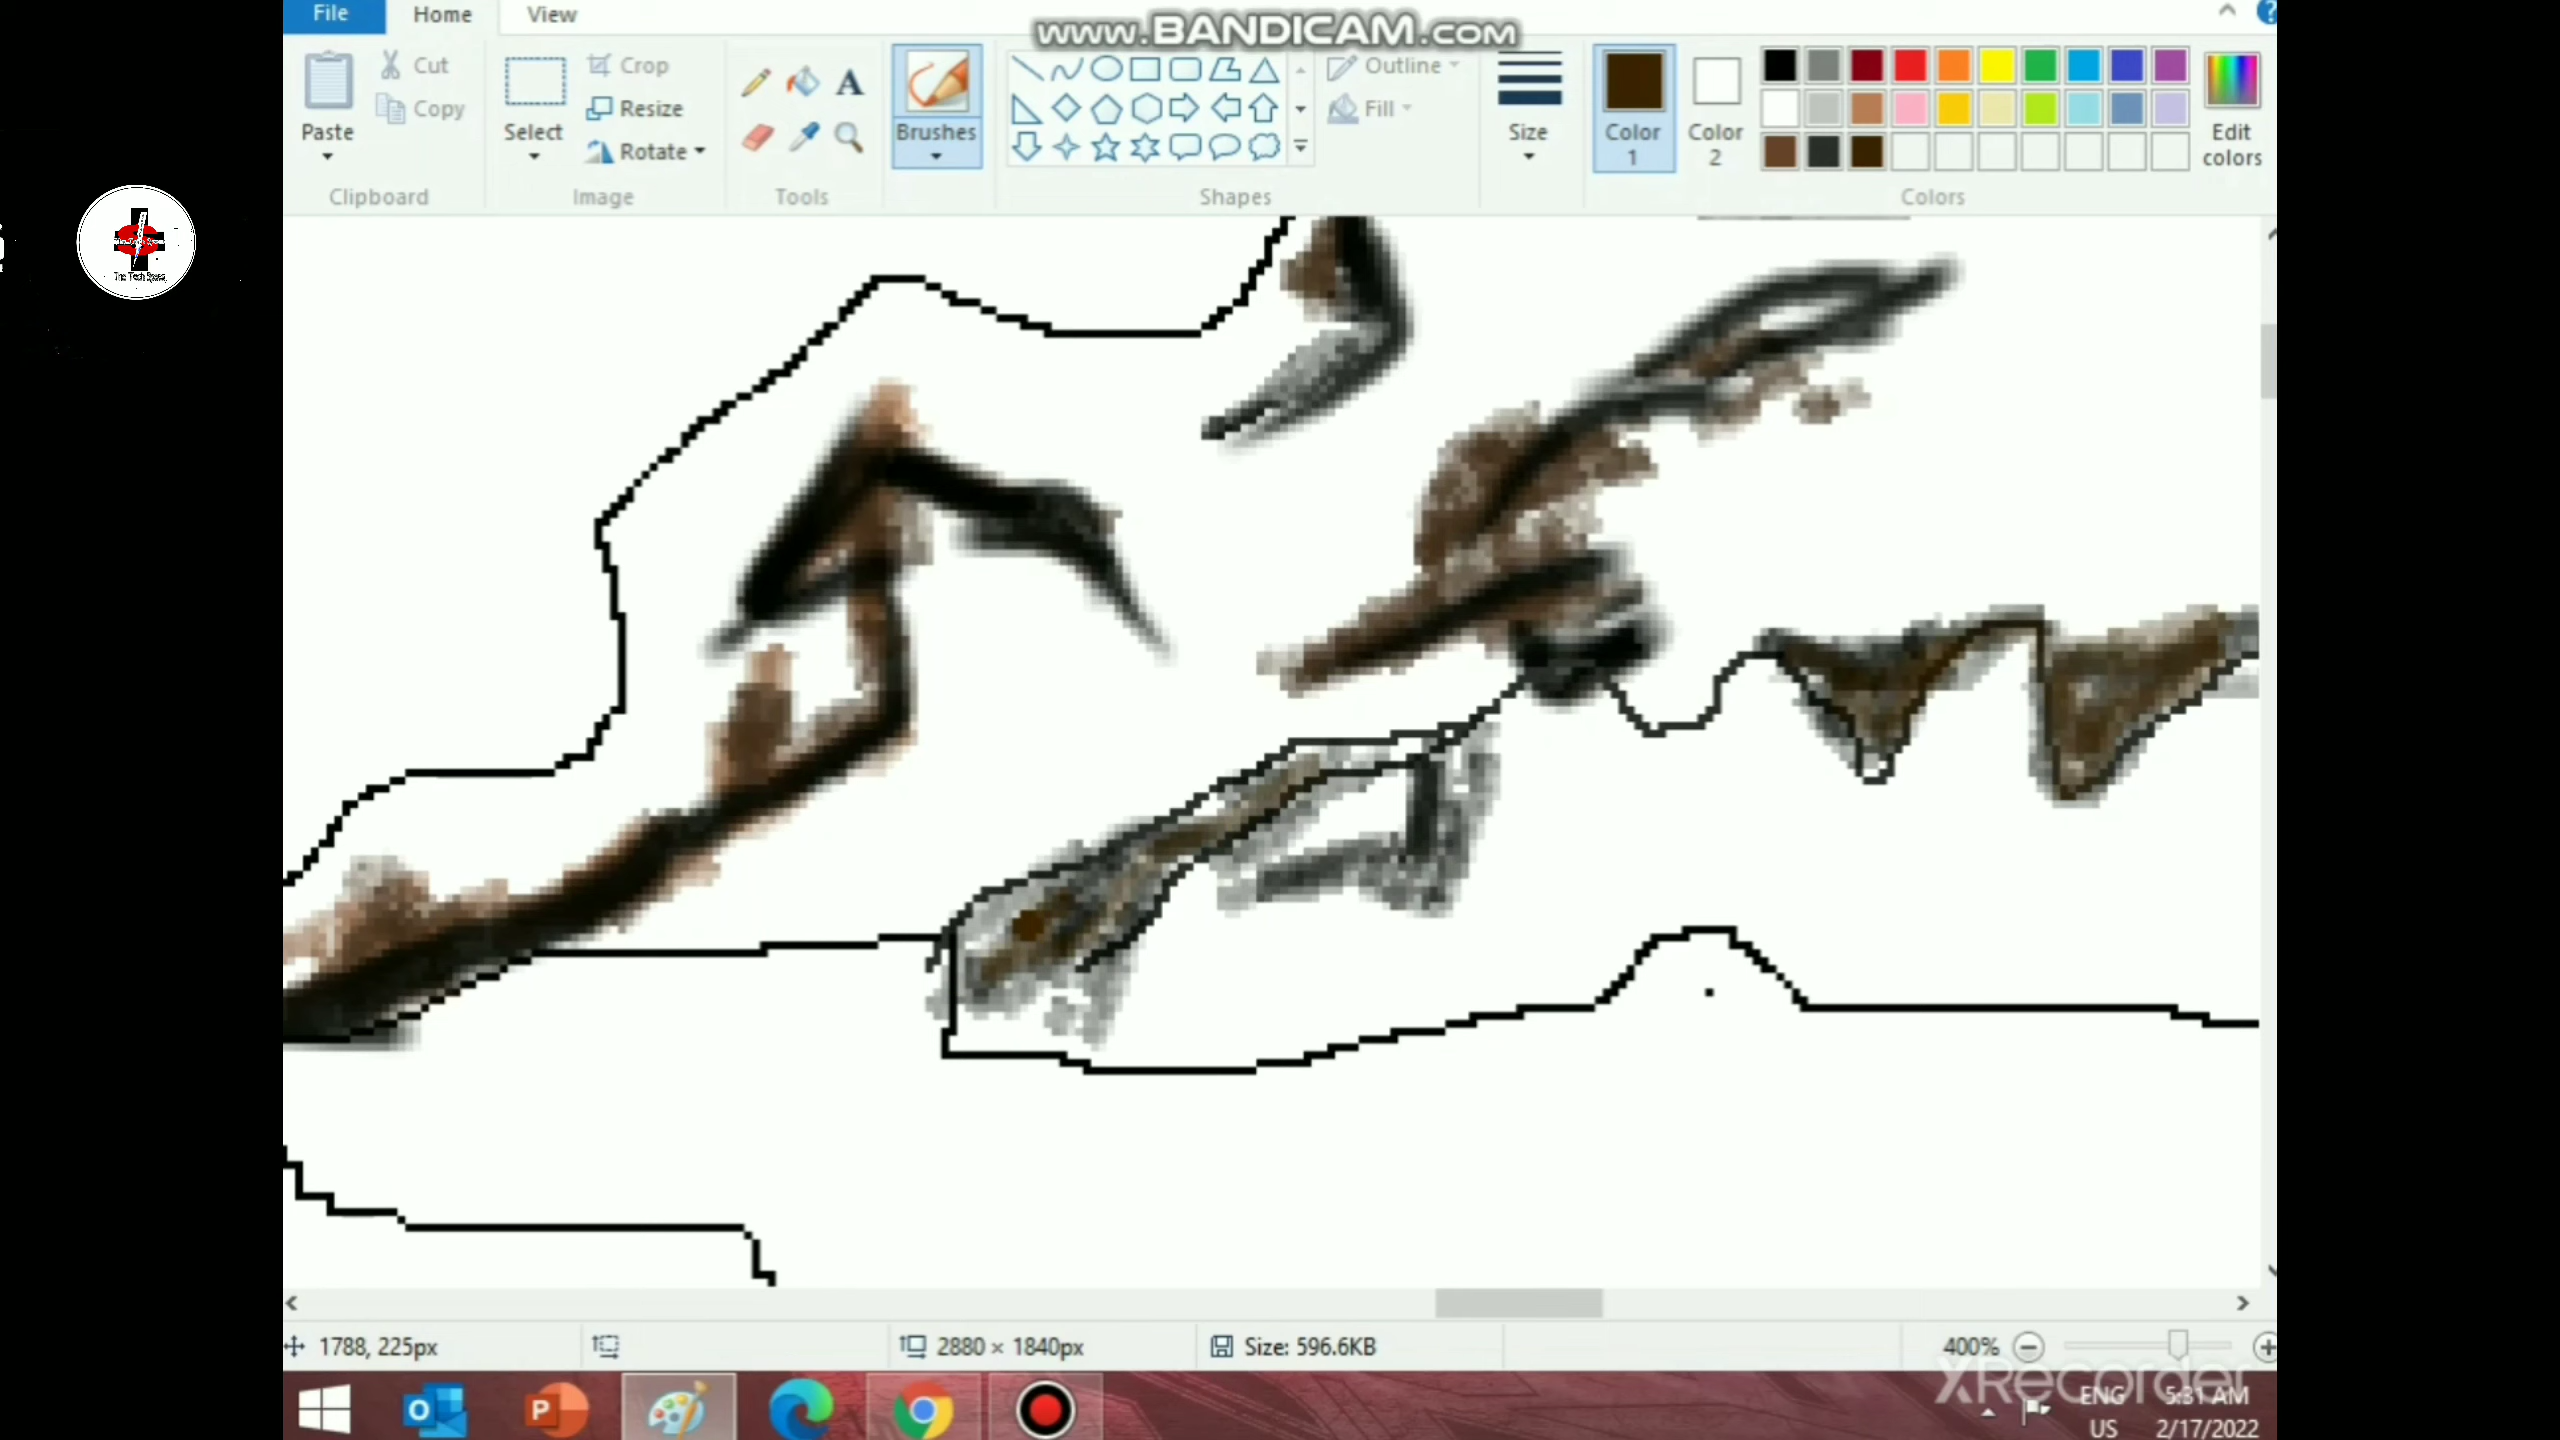 File Home View
www.BANDICAM.com
Paste
Cut
Copy
Clipboard
Select
Crop
Resize
Rotate
Image
A
Tools
Brushes
Shapes
Outline
Fill
Size
Color
1
Color
2
Edit
colors
Colors
The Tech
1788, 225px
2880 × 1840px
Size: 596.6KB
400%
XRecorder
ENG
US
5:31 AM
2/17/2022